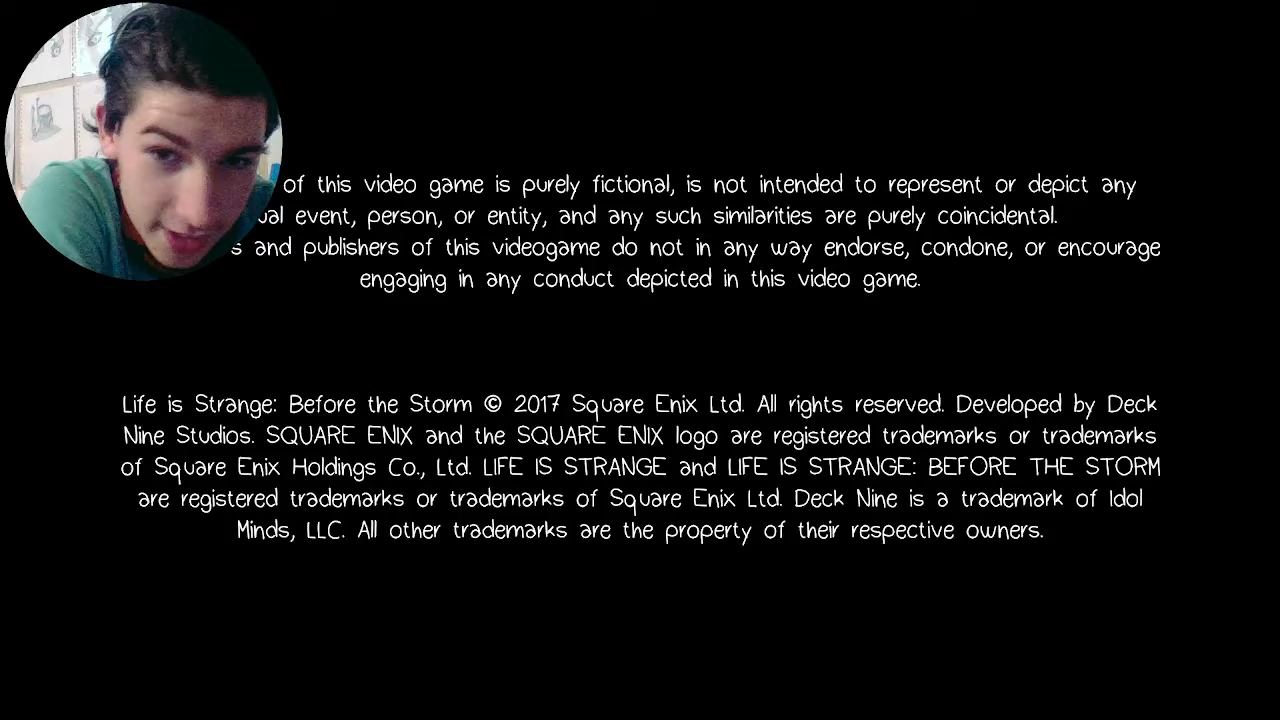 of this video game is purely fictional, is not intended to represent or depict any
event, person, or entity, and any such similarities are purely coincidental.
and publishers of this videogame do not in any way endorse, condone, or encourage
engaging in any conduct depicted in this video game.
Life is Strange: Before the Storm © 2017 Square Enix Ltd. All rights reserved. Developed by Deck
Nine Studios. SQUARE ENIX and the SQUARE ENIX logo are registered trademarks or trademarks
of Square Enix Holdings Co., Ltd. LIFE IS STRANGE and LIFE IS STRANGE: BEFORE THE STORM
are registered trademarks or trademarks of Square Enix Ltd. Deck Nine is a trademark of Idol
Minds, LLC. All other trademarks are the property of their respective owners.